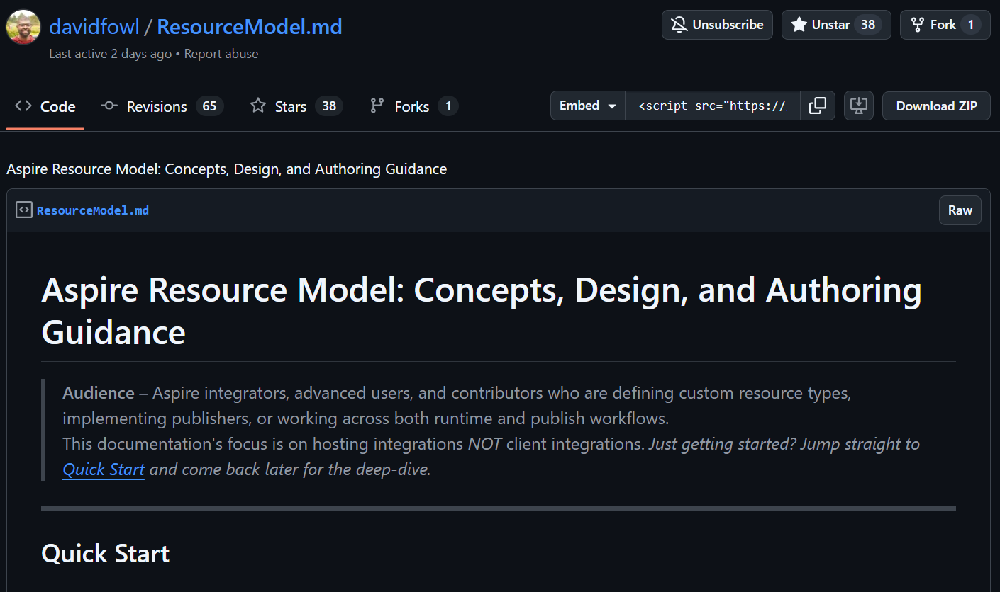 davidfowl / ResourceModel.md
Unsubscribe
Unstar 38
Fork 1
Last active 2 days ago • Report abuse
Code
Revisions 65
Stars 38
Forks 1
Embed
<script src="https://
Download ZIP
Aspire Resource Model: Concepts, Design, and Authoring Guidance
ResourceModel.md
Raw
Aspire Resource Model: Concepts, Design, and Authoring
Guidance
Audience – Aspire integrators, advanced users, and contributors who are defining custom resource types,
implementing publishers, or working across both runtime and publish workflows.
This documentation's focus is on hosting integrations NOT client integrations. Just getting started? Jump straight to
Quick Start and come back later for the deep-dive.
Quick Start